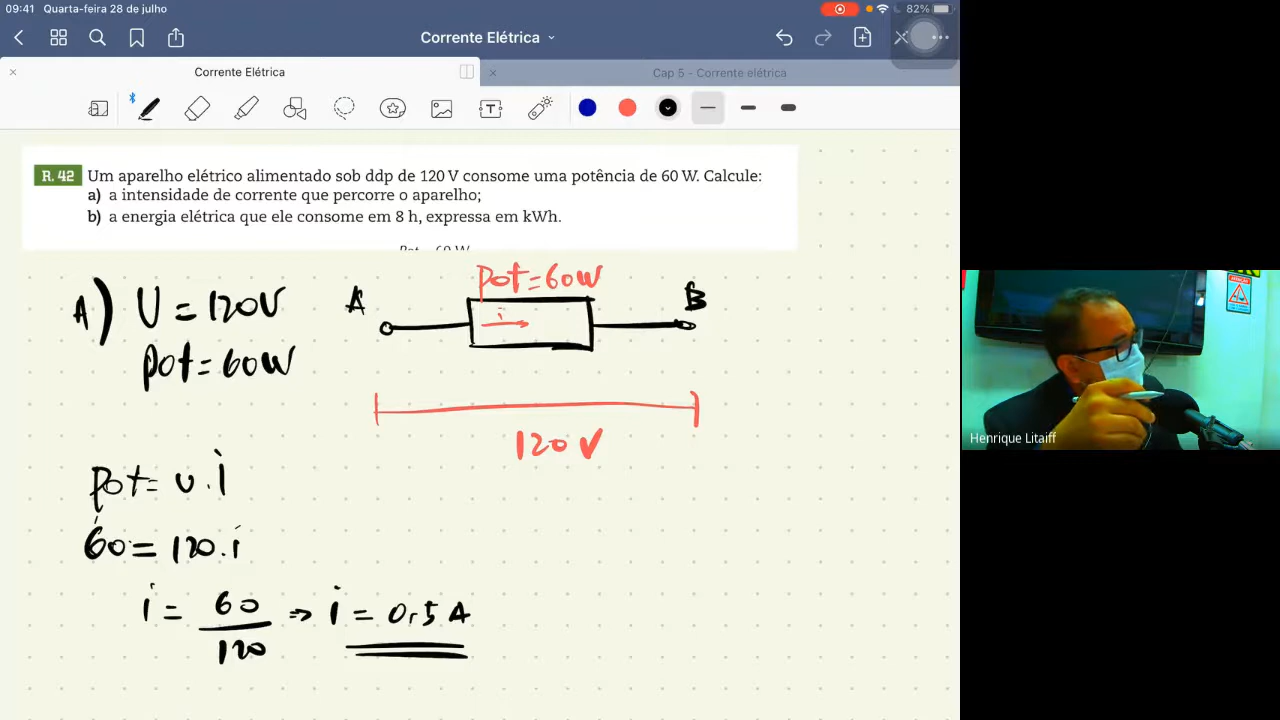 09:41 Quarta-feira 28 de julho
82%
Corrente Elétrica
Corrente Elétrica
Cap 5 - Corrente elétrica
R. 42 Um aparelho elétrico alimentado sob ddp de 120 V consome uma potência de 60 W. Calcule:
a) a intensidade de corrente que percorre o aparelho;
b) a energia elétrica que ele consome em 8 h, expressa em kWh.
Pot = 60 W
A) U = 120V
pot = 60W
A
pot = 60W
i
B
120 V
pot = U . i
60 = 120 . i
i = 60 / 120 => i = 0,5 A
Henrique Litaiff